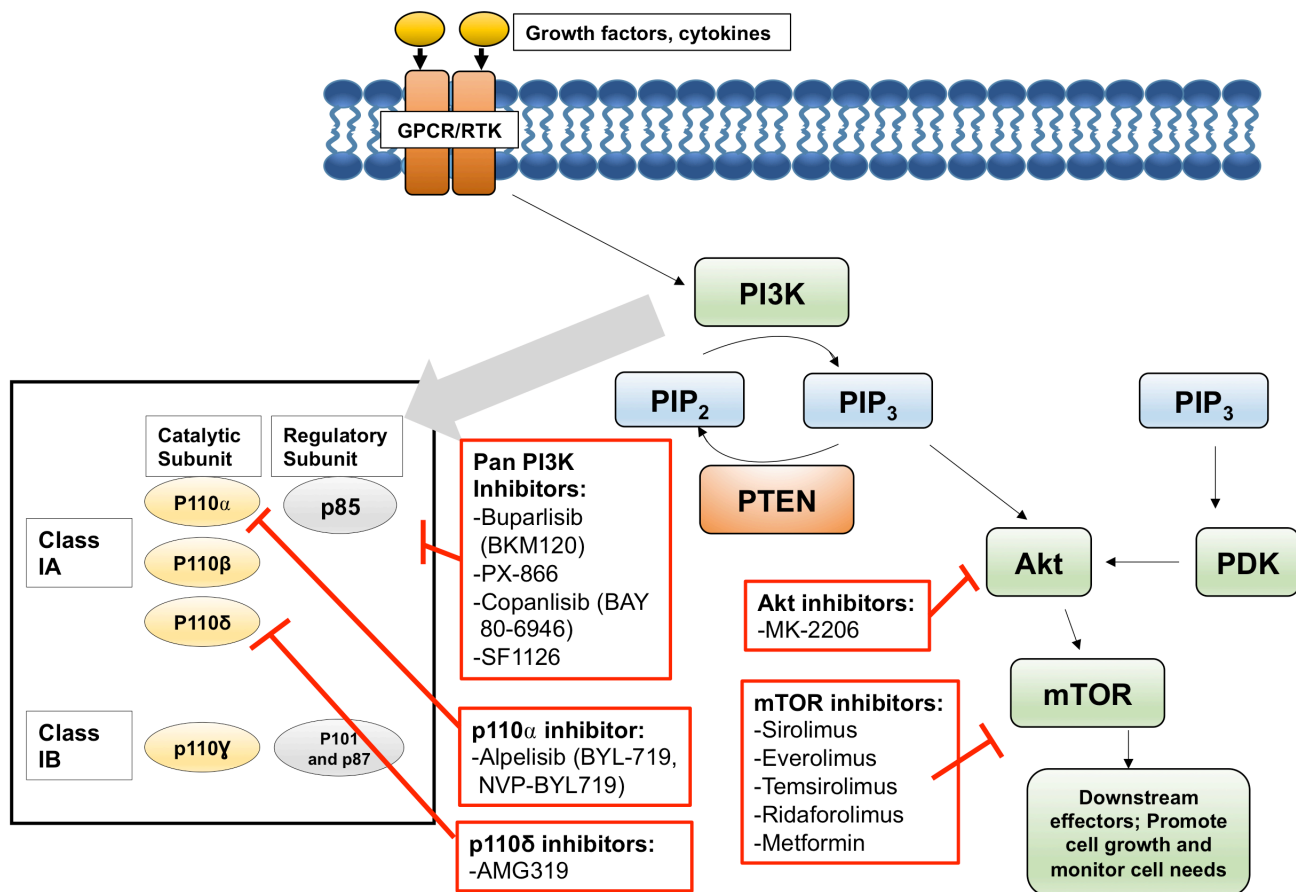 Growth factors, cytokines
GPCR/RTK
PI3K
PIP2
PIP3
PIP3
PTEN
Akt
PDK
mTOR
Downstream
effectors; Promote
cell growth and
monitor cell needs
Catalytic
Subunit
Regulatory
Subunit
Class
IA
P110α
p85
P110β
P110δ
Class
IB
p110Ɣ
P101
and p87
Pan PI3K
Inhibitors:
-Buparlisib
(BKM120)
-PX-866
-Copanlisib (BAY
80-6946)
-SF1126
p110α inhibitor:
-Alpelisib (BYL-719,
NVP-BYL719)
p110δ inhibitors:
-AMG319
Akt inhibitors:
-MK-2206
mTOR inhibitors:
-Sirolimus
-Everolimus
-Temsirolimus
-Ridaforolimus
-Metformin